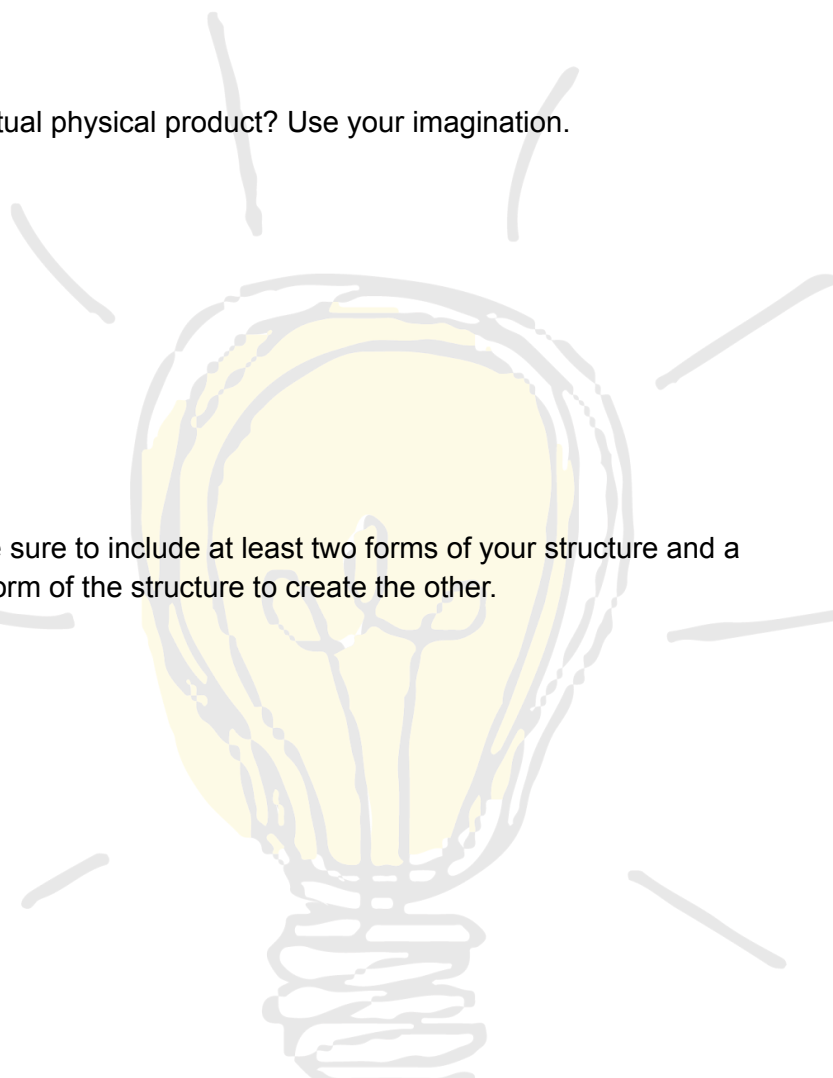 tual physical product? Use your imagination.
sure to include at least two forms of your structure and a
orm of the structure to create the other.